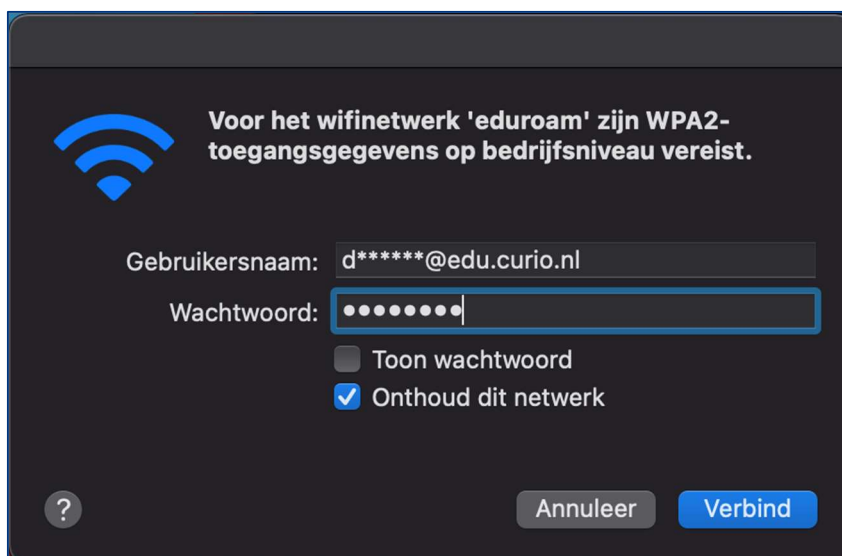 Voor het wifinetwerk 'eduroam' zijn WPA2-
toegangsgegevens op bedrijfsniveau vereist.
Gebruikersnaam: d******@edu.curio.nl
Wachtwoord: ••••••••
Toon wachtwoord
Onthoud dit netwerk
? Annuleer Verbind